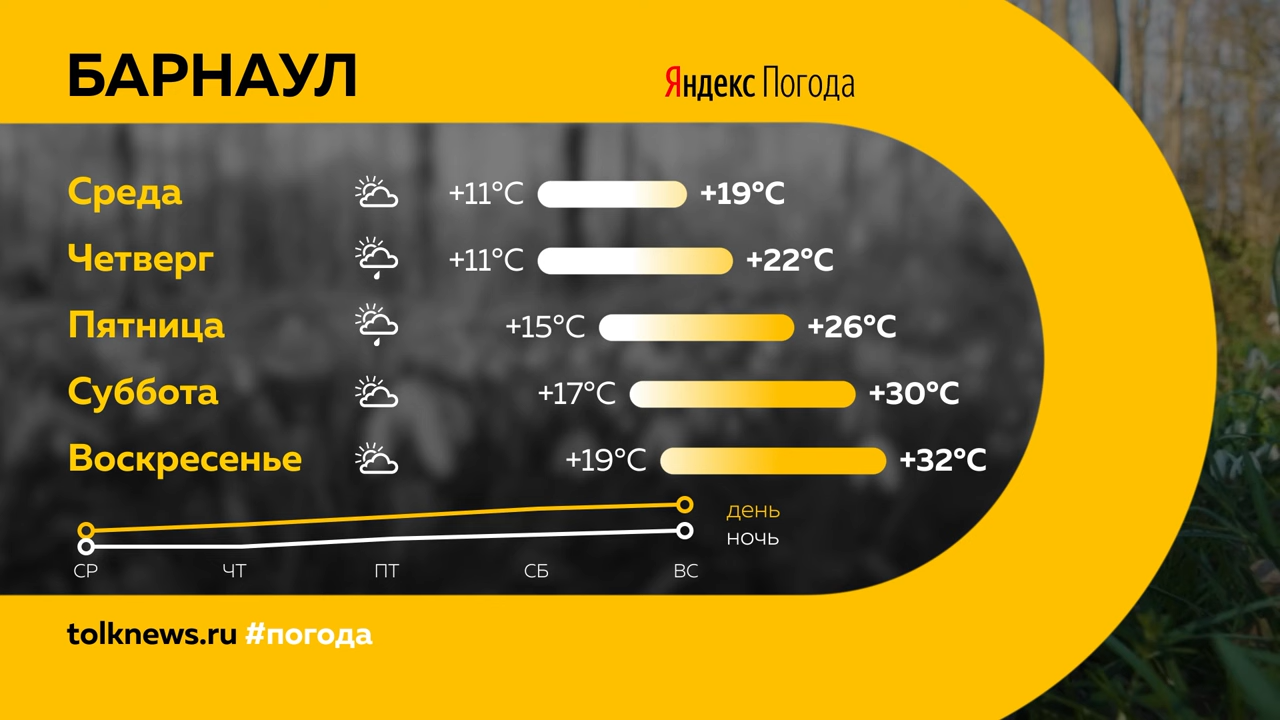 БАРНАУЛ
Яндекс Погода
Среда +11°C +19°C
Четверг +11°C +22°C
Пятница +15°C +26°C
Суббота +17°C +30°C
Воскресенье +19°C +32°C
день
ночь
СР ЧТ ПТ СБ ВС
tolknews.ru #погода